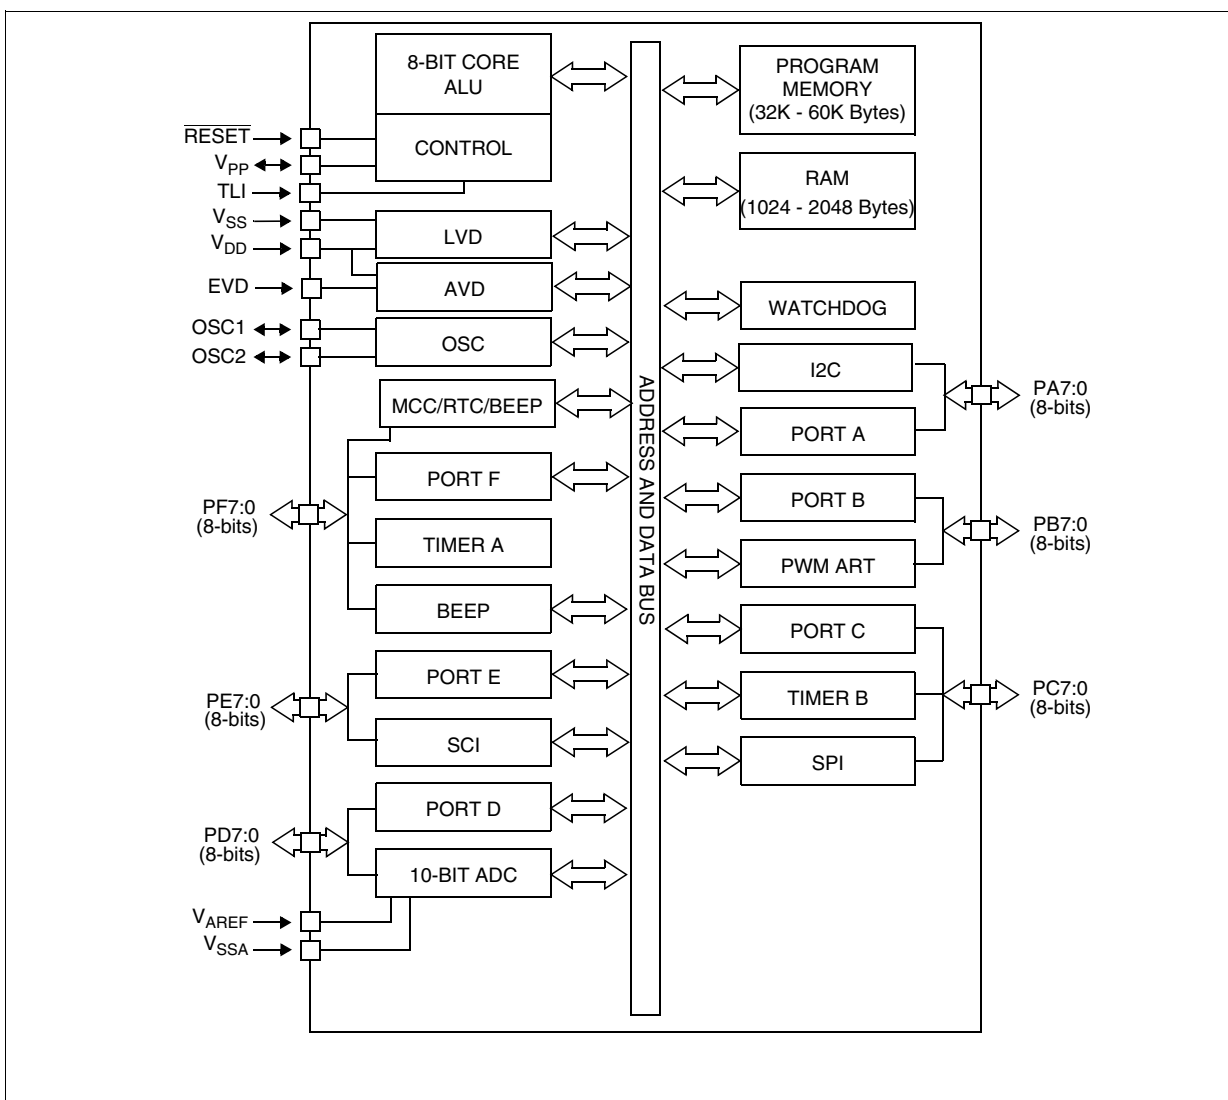 8-BIT CORE
ALU
CONTROL
RESET
VPP
TLI
VSS
VDD
LVD
EVD
AVD
OSC1
OSC2
OSC
MCC/RTC/BEEP
PORT F
PF7:0
(8-bits)
TIMER A
BEEP
PORT E
PE7:0
(8-bits)
SCI
PORT D
PD7:0
(8-bits)
10-BIT ADC
VAREF
VSSA
ADDRESS AND DATA BUS
PROGRAM
MEMORY
(32K - 60K Bytes)
RAM
(1024 - 2048 Bytes)
WATCHDOG
I2C
PA7:0
(8-bits)
PORT A
PORT B
PB7:0
(8-bits)
PWM ART
PORT C
TIMER B
PC7:0
(8-bits)
SPI